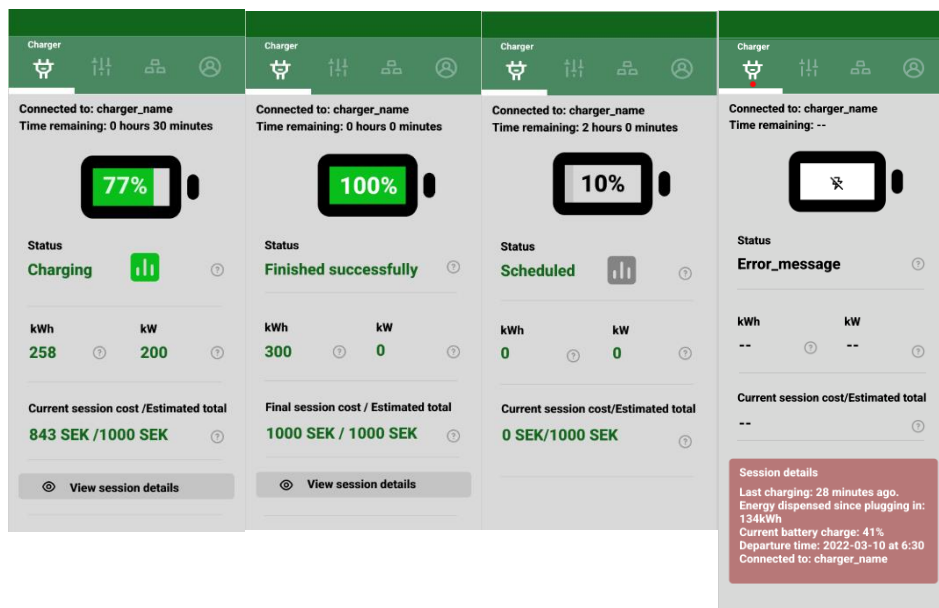 Charger
Connected to: charger_name
Time remaining: 0 hours 30 minutes
77%
Status
Charging
?
kWh
kW
258
?
200
?
Current session cost /Estimated total
843 SEK /1000 SEK
?
View session details
Charger
Connected to: charger_name
Time remaining: 0 hours 0 minutes
100%
Status
Finished successfully
?
kWh
kW
300
?
0
?
Final session cost / Estimated total
1000 SEK / 1000 SEK
?
View session details
Charger
Connected to: charger_name
Time remaining: 2 hours 0 minutes
10%
Status
Scheduled
?
kWh
kW
0
?
0
?
Current session cost/Estimated total
0 SEK/1000 SEK
?
Charger
Connected to: charger_name
Time remaining: --
Status
Error_message
?
kWh
kW
--
?
--
?
Current session cost/Estimated total
--
?
Session details
Last charging: 28 minutes ago.
Energy dispensed since plugging in:
134kWh
Current battery charge: 41%
Departure time: 2022-03-10 at 6:30
Connected to: charger_name